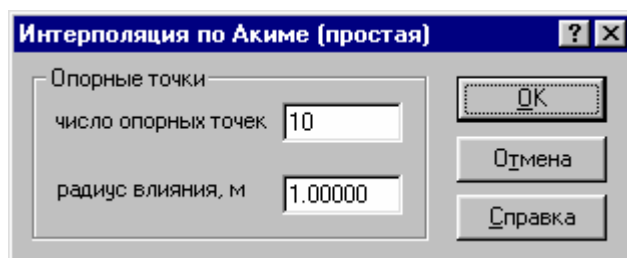 Интерполяция по Акиме (простая)
Опорные точки
число опорных точек 10
радиус влияния, м 1.00000
OK
Отмена
Справка